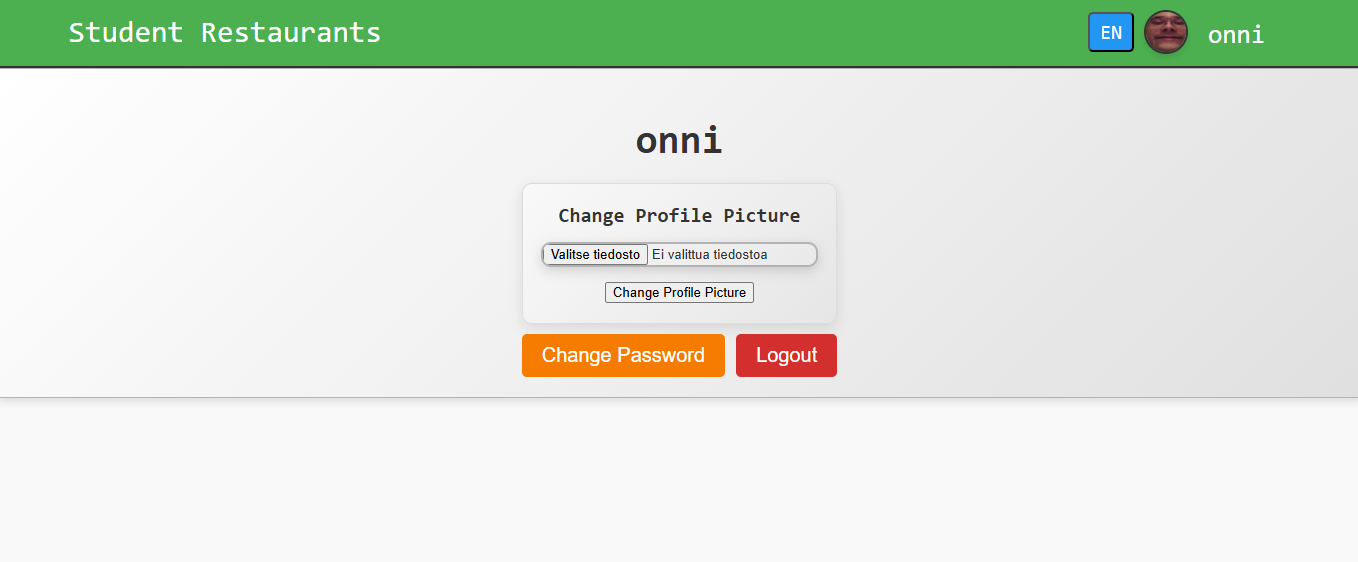 Student Restaurants
EN
onni
onni
Change Profile Picture
Valitse tiedosto Ei valittua tiedostoa
Change Profile Picture
Change Password
Logout